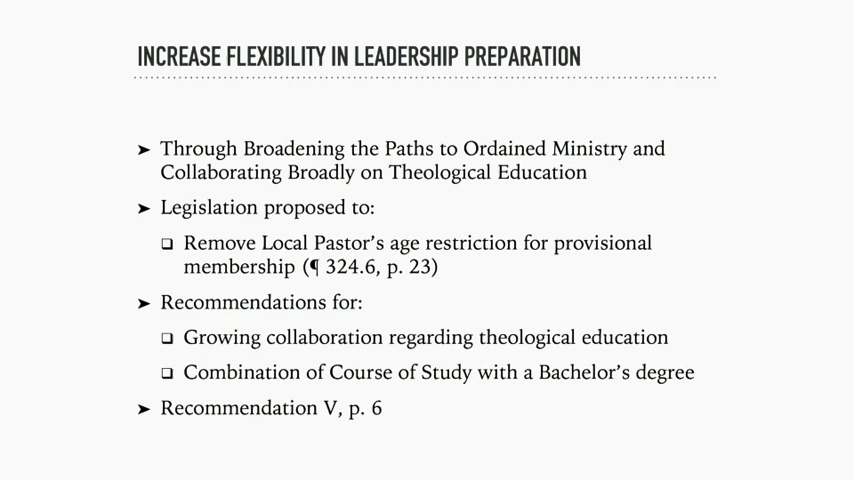 INCREASE FLEXIBILITY IN LEADERSHIP PREPARATION
➤ Through Broadening the Paths to Ordained Ministry and
Collaborating Broadly on Theological Education
➤ Legislation proposed to:
❑ Remove Local Pastor’s age restriction for provisional
membership (¶ 324.6, p. 23)
➤ Recommendations for:
❑ Growing collaboration regarding theological education
❑ Combination of Course of Study with a Bachelor’s degree
➤ Recommendation V, p. 6